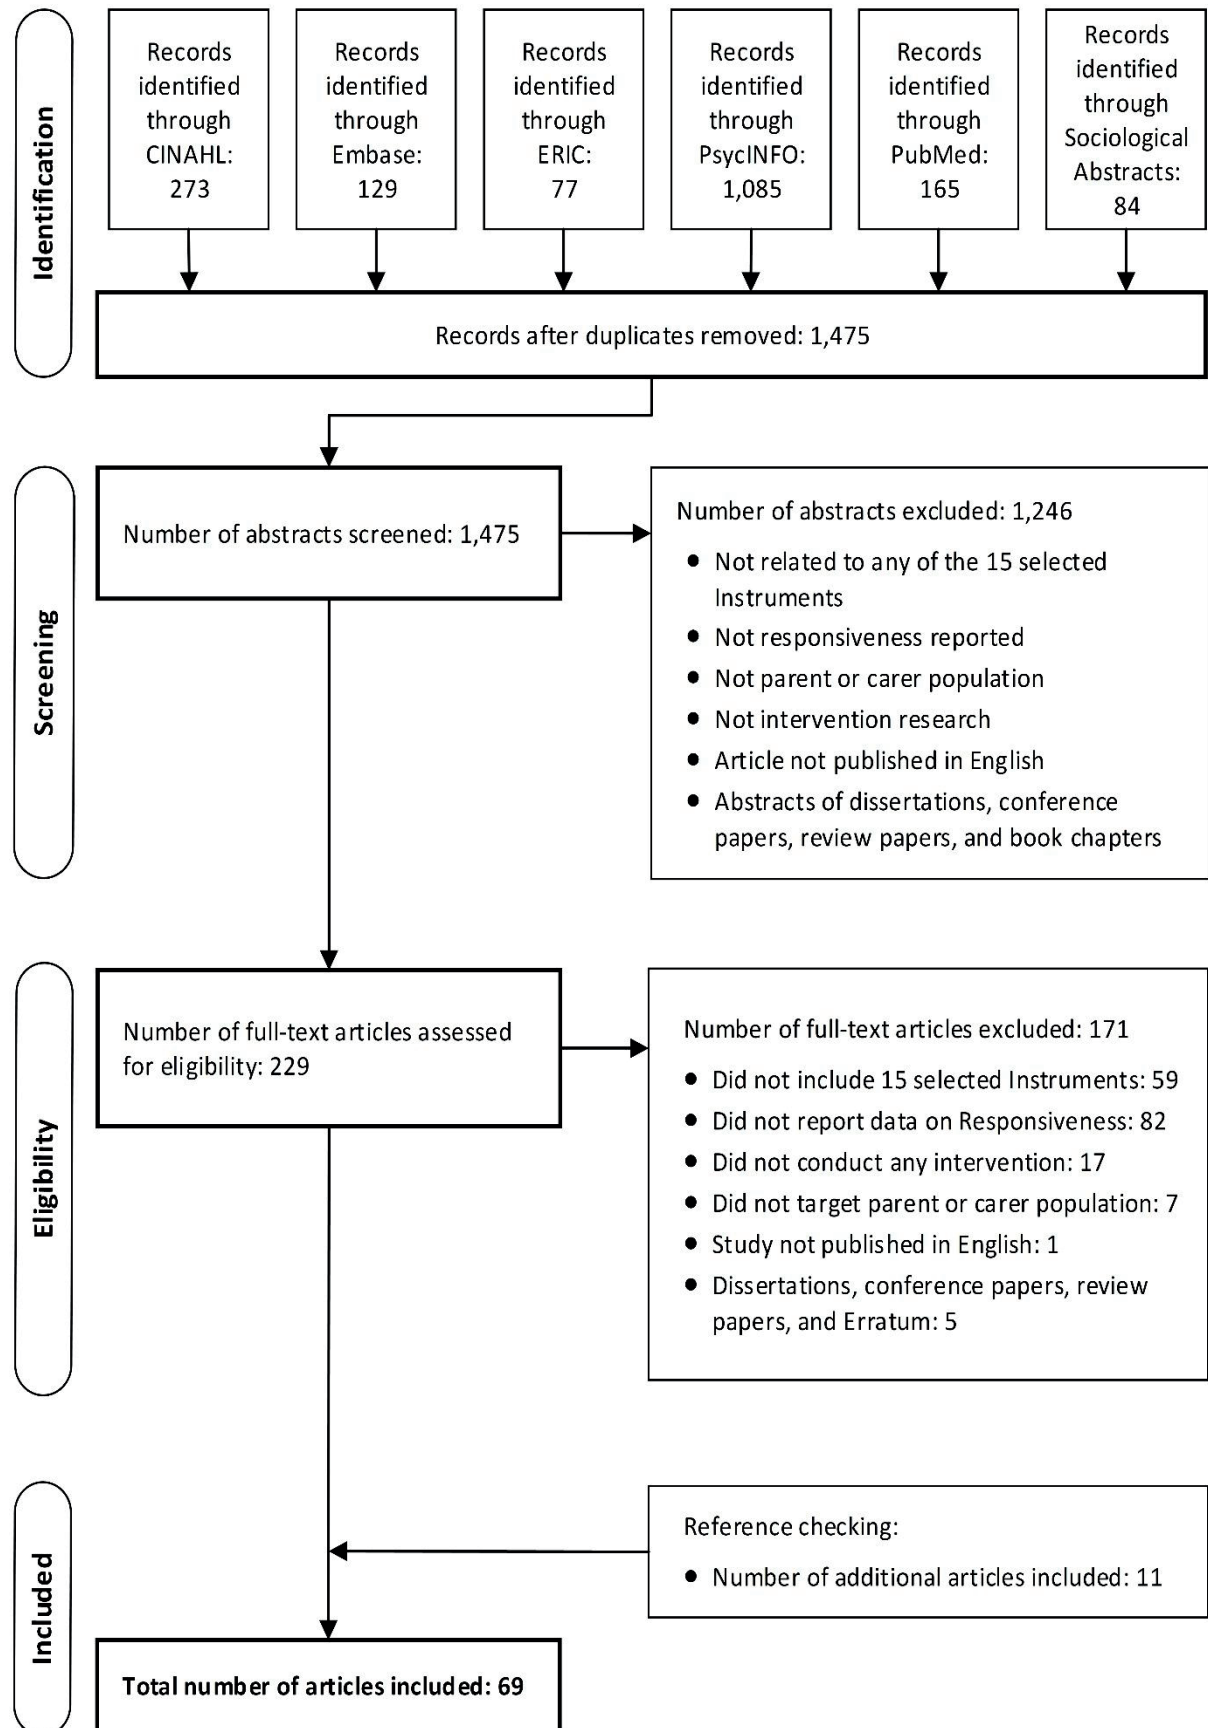 Identification
Records
identified
through
CINAHL:
273
Records
identified
through
Embase:
129
Records
identified
through
ERIC:
77
Records
identified
through
PsycINFO:
1,085
Records
identified
through
PubMed:
165
Records
identified
through
Sociological
Abstracts:
84
Records after duplicates removed: 1,475
Screening
Number of abstracts screened: 1,475
Number of abstracts excluded: 1,246
• Not related to any of the 15 selected
Instruments
• Not responsiveness reported
• Not parent or carer population
• Not intervention research
• Article not published in English
• Abstracts of dissertations, conference
papers, review papers, and book chapters
Eligibility
Number of full-text articles assessed
for eligibility: 229
Number of full-text articles excluded: 171
• Did not include 15 selected Instruments: 59
• Did not report data on Responsiveness: 82
• Did not conduct any intervention: 17
• Did not target parent or carer population: 7
• Study not published in English: 1
• Dissertations, conference papers, review
papers, and Erratum: 5
Included
Reference checking:
• Number of additional articles included: 11
Total number of articles included: 69